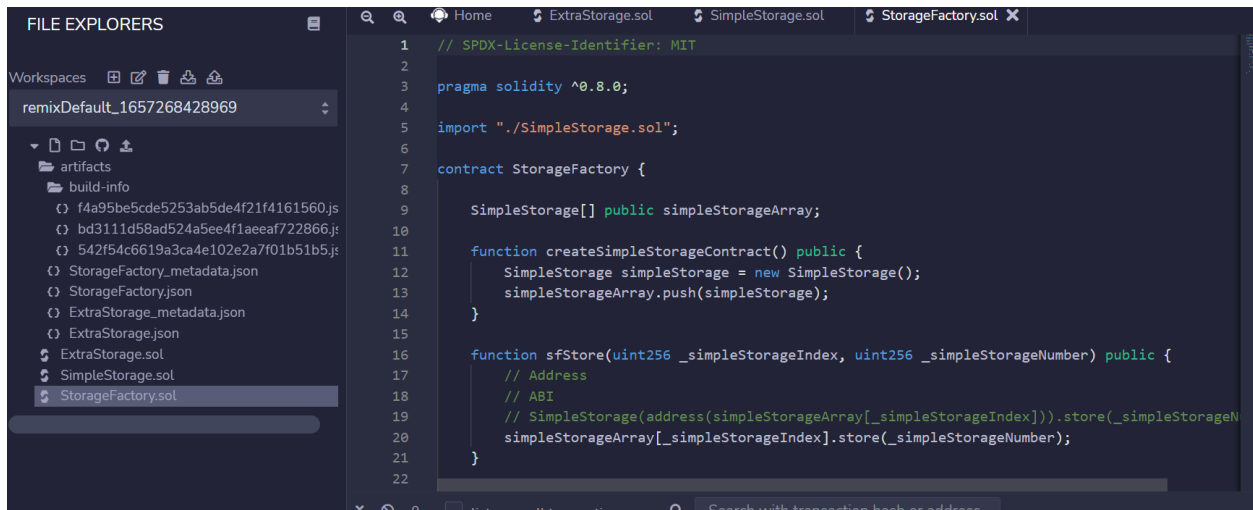 FILE EXPLORERS
Workspaces
remixDefault_1657268428969
artifacts
build-info
f4a95be5cde5253ab5de4f21f4161560.js
bd3111d58ad524a5ee4f1aeeaf722866.js
542f54c6619a3ca4e102e2a7f01b51b5.js
StorageFactory_metadata.json
StorageFactory.json
ExtraStorage_metadata.json
ExtraStorage.json
ExtraStorage.sol
SimpleStorage.sol
StorageFactory.sol
Home ExtraStorage.sol SimpleStorage.sol StorageFactory.sol
1 // SPDX-License-Identifier: MIT
2
3 pragma solidity ^0.8.0;
4
5 import "./SimpleStorage.sol";
6
7 contract StorageFactory {
8
9 SimpleStorage[] public simpleStorageArray;
10
11 function createSimpleStorageContract() public {
12 SimpleStorage simpleStorage = new SimpleStorage();
13 simpleStorageArray.push(simpleStorage);
14 }
15
16 function sfStore(uint256 _simpleStorageIndex, uint256 _simpleStorageNumber) public {
17 // Address
18 // ABI
19 // SimpleStorage(address(simpleStorageArray[_simpleStorageIndex])).store(_simpleStorageN
20 simpleStorageArray[_simpleStorageIndex].store(_simpleStorageNumber);
21 }
22
Search with transaction hash or address